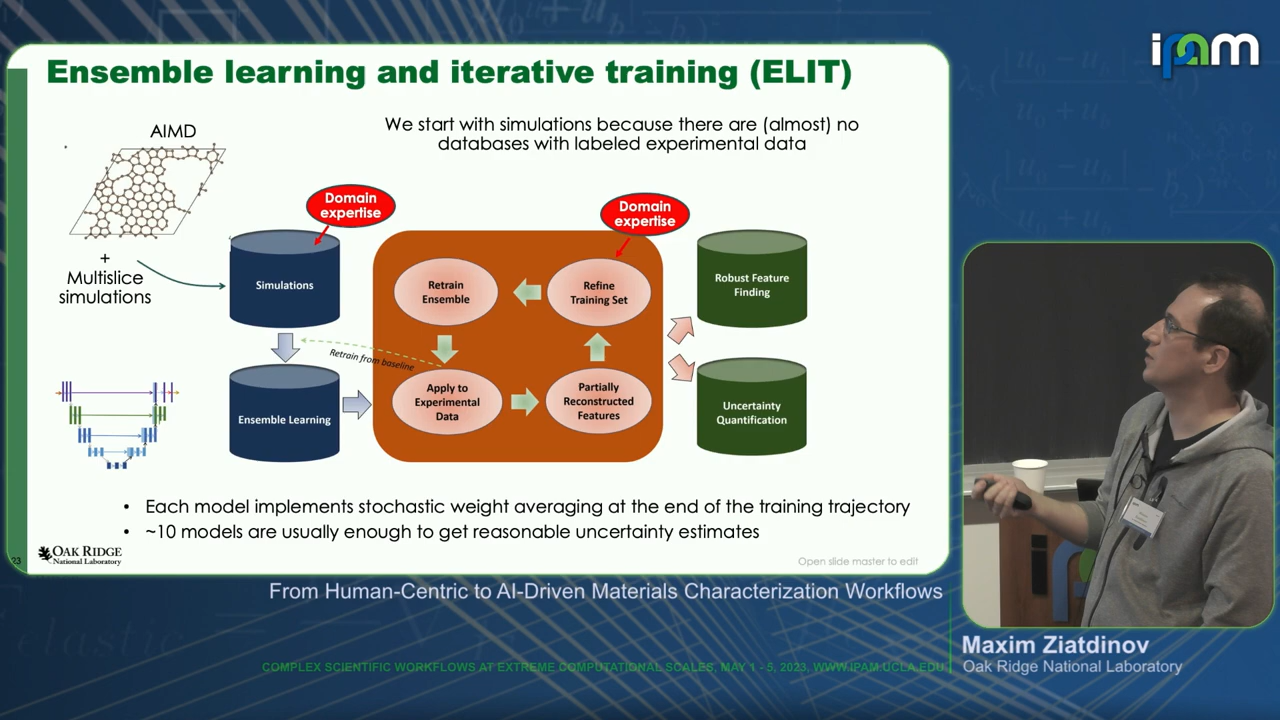 ipam
Ensemble learning and iterative training (ELIT)
AIMD
We start with simulations because there are (almost) no
databases with labeled experimental data
Domain
expertise
Domain
expertise
+
Multislice
simulations
Simulations
Retrain
Ensemble
Refine
Training Set
Robust Feature
Finding
Retrain from baseline
Ensemble Learning
Apply to
Experimental
Data
Partially
Reconstructed
Features
Uncertainty
Quantification
• Each model implements stochastic weight averaging at the end of the training trajectory
• ~10 models are usually enough to get reasonable uncertainty estimates
23
OAK RIDGE
National Laboratory
Open slide master to edit
From Human-Centric to AI-Driven Materials Characterization Workflows
Maxim Ziatdinov
Oak Ridge National Laboratory
COMPLEX SCIENTIFIC WORKFLOWS AT EXTREME COMPUTATIONAL SCALES, MAY 1 - 5, 2023, WWW.IPAM.UCLA.EDU
elastic